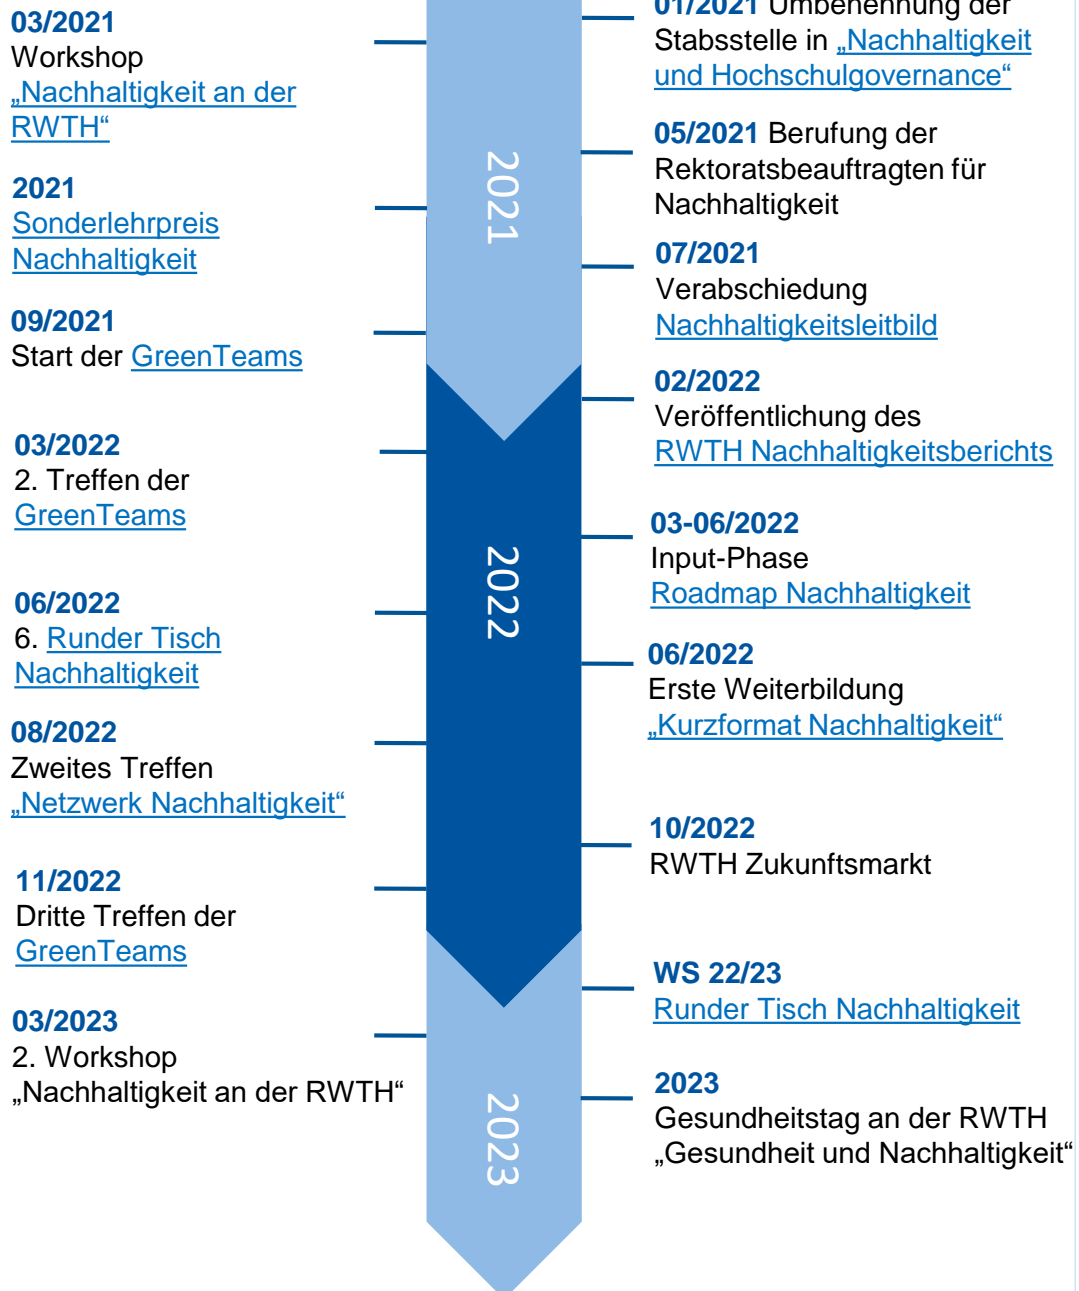 03/2021
Workshop
„Nachhaltigkeit an der
RWTH“
2021
Sonderlehrpreis
Nachhaltigkeit
09/2021
Start der GreenTeams
03/2022
2. Treffen der
GreenTeams
06/2022
6. Runder Tisch
Nachhaltigkeit
08/2022
Zweites Treffen
„Netzwerk Nachhaltigkeit“
11/2022
Dritte Treffen der
GreenTeams
03/2023
2. Workshop
„Nachhaltigkeit an der RWTH“
2021
2022
2023
01/2021 Umbenennung der
Stabsstelle in „Nachhaltigkeit
und Hochschulgovernance“
05/2021 Berufung der
Rektoratsbeauftragten für
Nachhaltigkeit
07/2021
Verabschiedung
Nachhaltigkeitsleitbild
02/2022
Veröffentlichung des
RWTH Nachhaltigkeitsberichts
03-06/2022
Input-Phase
Roadmap Nachhaltigkeit
06/2022
Erste Weiterbildung
„Kurzformat Nachhaltigkeit“
10/2022
RWTH Zukunftsmarkt
WS 22/23
Runder Tisch Nachhaltigkeit
2023
Gesundheitstag an der RWTH
„Gesundheit und Nachhaltigkeit“